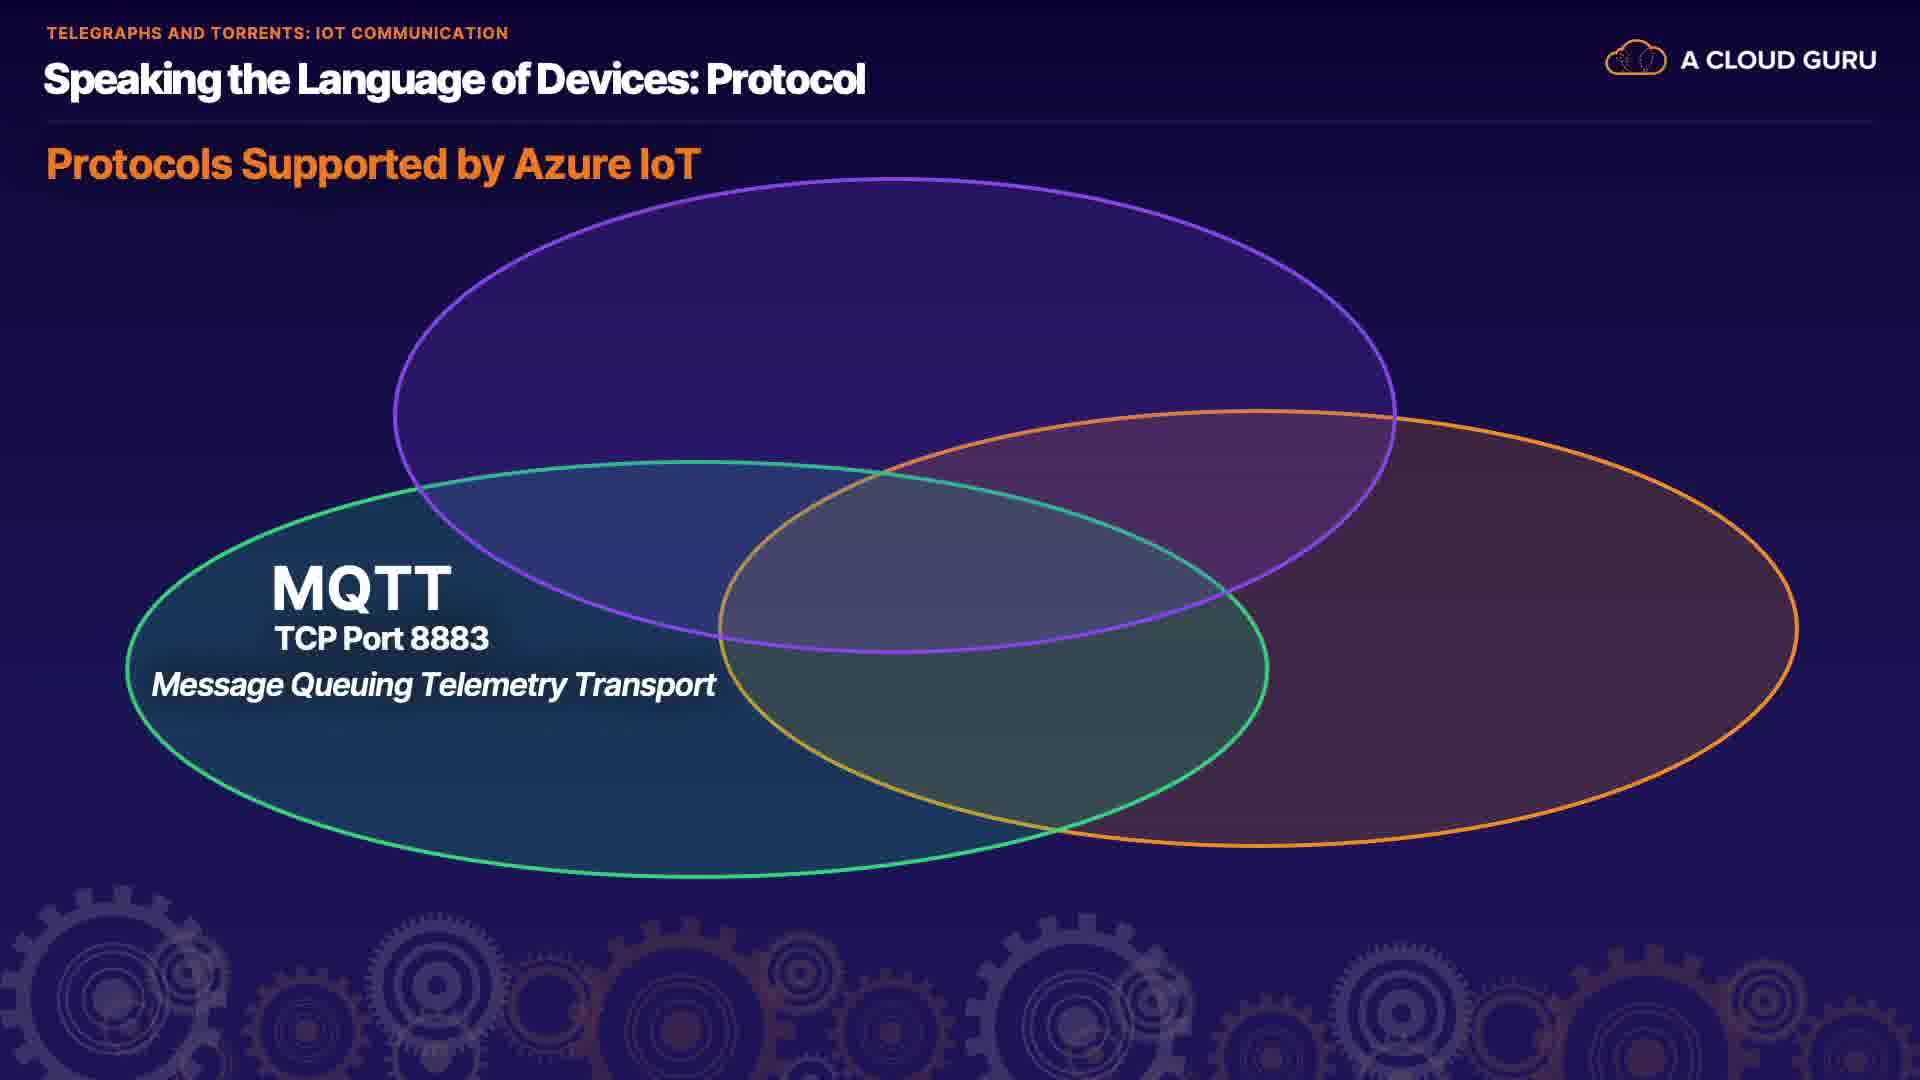 TELEGRAPHS AND TORRENTS: IOT COMMUNICATION
Speaking the Language of Devices: Protocol
A CLOUD GURU
Protocols Supported by Azure IoT
MQTT
TCP Port 8883
Message Queuing Telemetry Transport